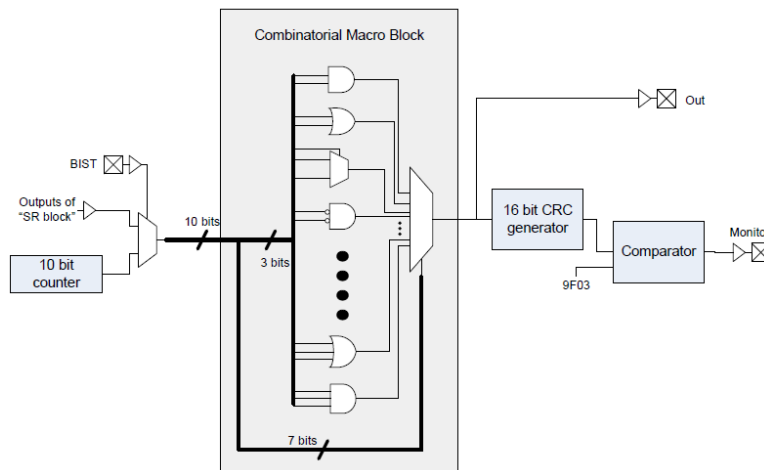 Combinatorial Macro Block
BIST
Outputs of
"SR block"
10 bit
counter
10 bits
3 bits
7 bits
Out
16 bit CRC
generator
Comparator
9F03
Monito